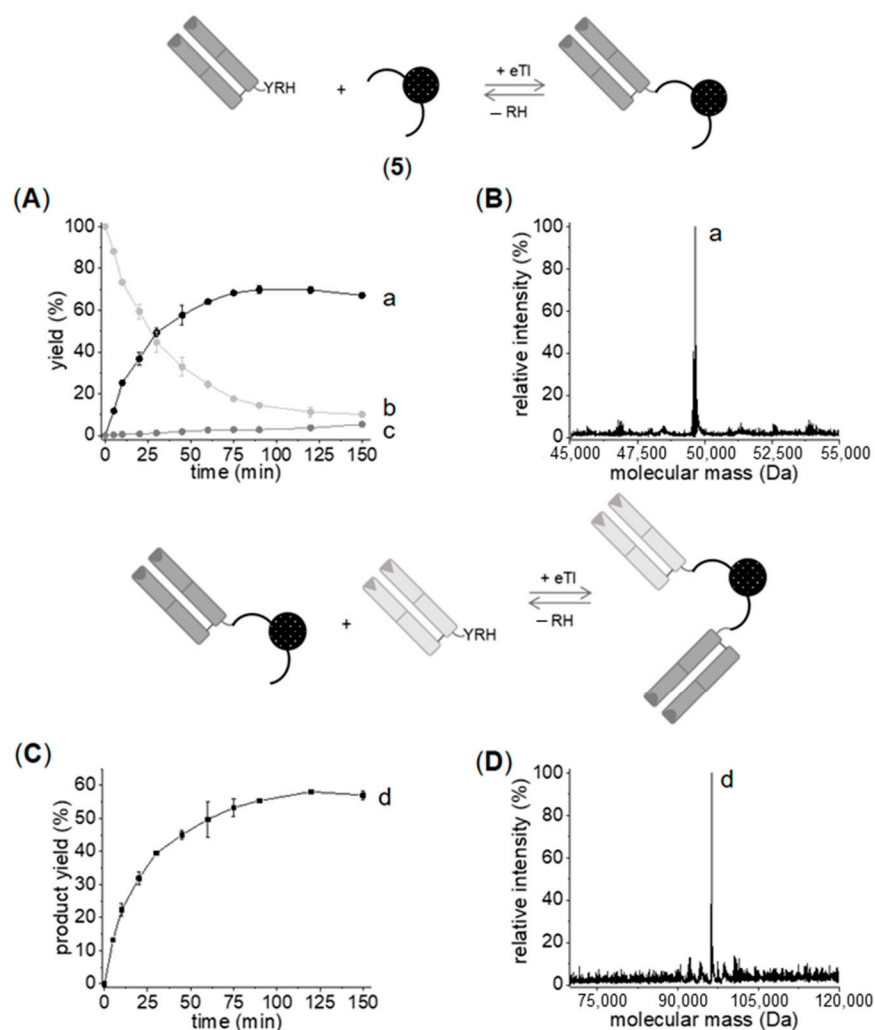 YRH
+
+ eTl
– RH
(5)
(A)
(B)
yield (%)
100
80
60
40
20
0
a
b
c
0 25 50 75 100 125 150
time (min)
relative intensity (%)
100
80
60
40
20
0
a
45,000 47,500 50,000 52,500 55,000
molecular mass (Da)
+
YRH
+ eTl
– RH
(C)
(D)
product yield (%)
60
50
40
30
20
10
0
d
0 25 50 75 100 125 150
time (min)
relative intensity (%)
100
80
60
40
20
0
d
75,000 90,000 105,000 120,000
molecular mass (Da)